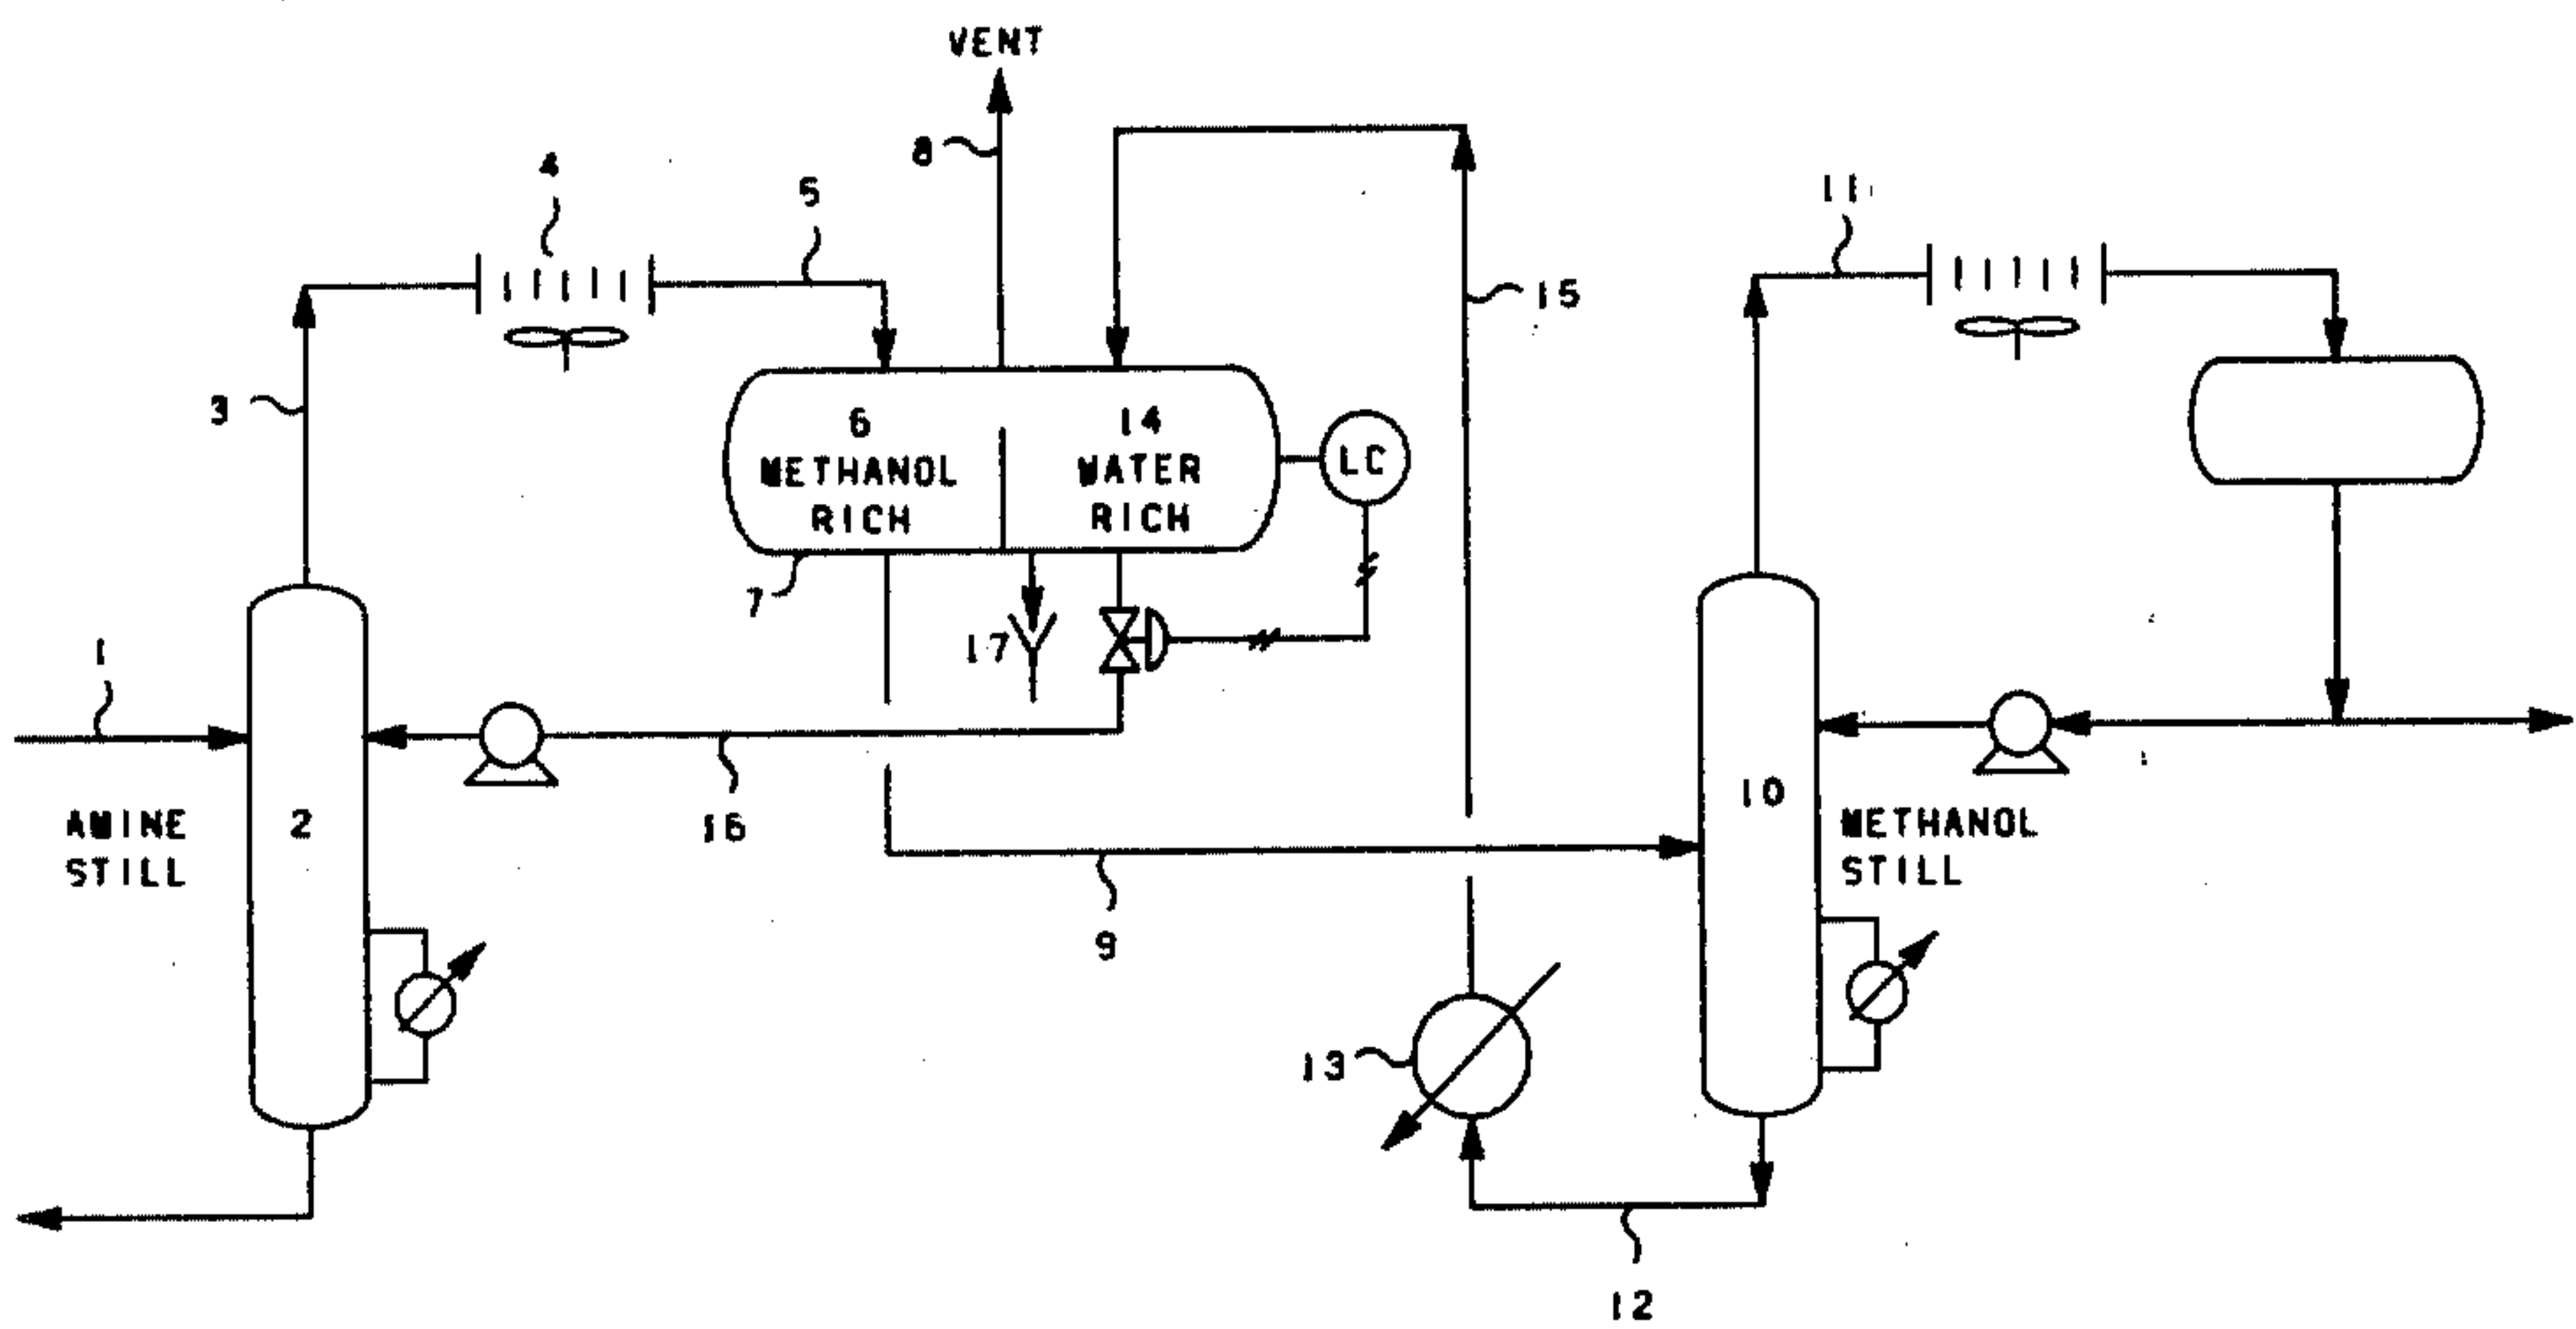 VENT
8
4
5
11
15
3
6
METHANOL
RICH
14
WATER
RICH
LC
7
17
1
16
AMINE
STILL
2
10
METHANOL
STILL
9
13
12